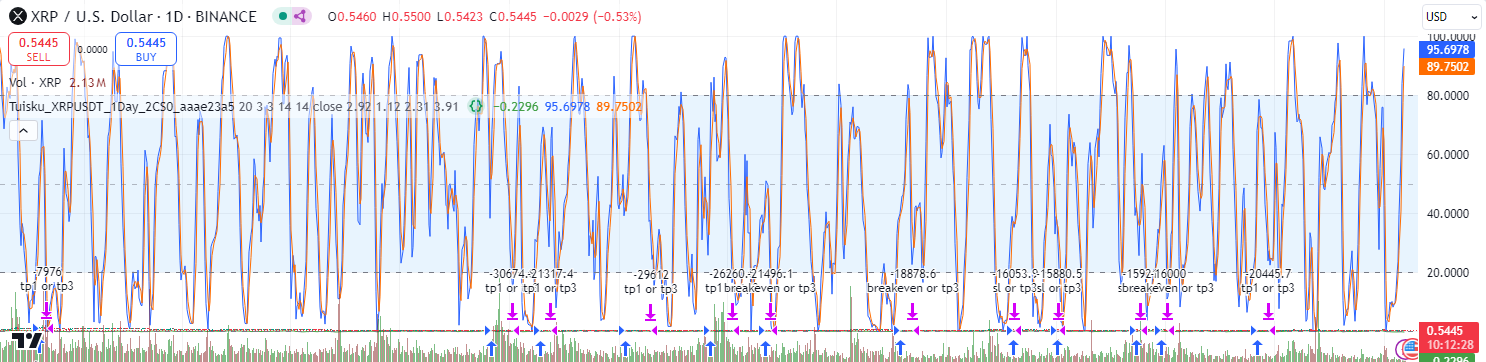 XRP / U.S. Dollar · 1D · BINANCE O0.5460 H0.5500 L0.5423 C0.5445 −0.0029 (−0.53%)
USD
0.5445
SELL
0.0000
0.5445
BUY
Vol · XRP 2.13 M
Tuisku_XRPUSDT_1Day_2CS0_aaae23a5 20 3 3 14 14 close 2.92 1.12 2.31 3.91 −0.2296 95.6978 89.7502
100.0000
95.6978
89.7502
80.0000
60.0000
40.0000
20.0000
-7976
tp1 or tp3
-30674.
-21317.4
tp1 or
tp1 or tp3
-29612
tp1 or tp3
-26260.
-21496.1
tp1
breakeven or tp3
-18878.6
breakeven or tp3
-16053.
-15880.5
sl or tp3
sl or tp3
-1592
-16000
breakeven or tp3
-20445.7
tp1 or tp3
0.5445
10:12:28